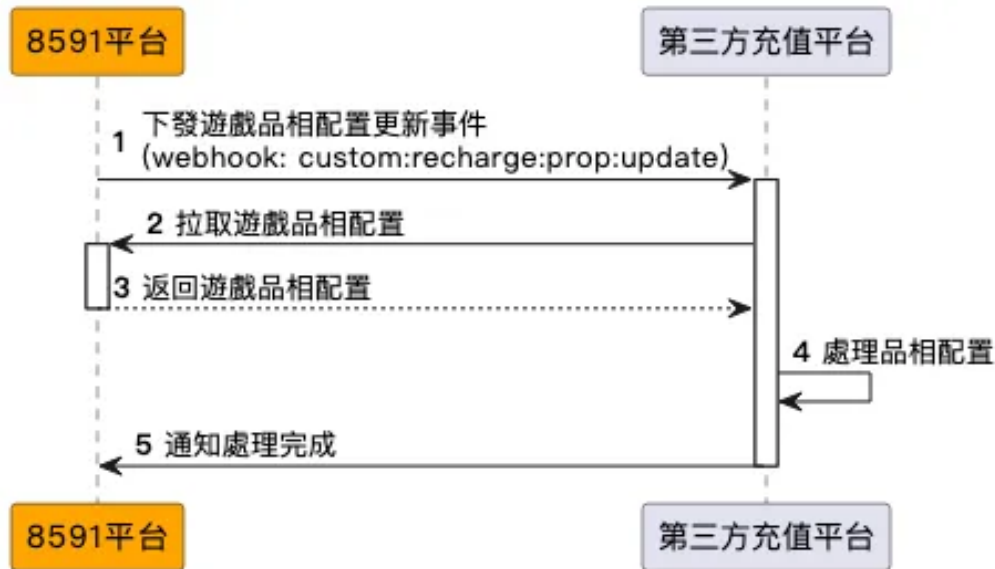 8591平台
第三方充值平台
1 下發遊戲品相配置更新事件
(webhook: custom:recharge:prop:update)
2 拉取遊戲品相配置
3 返回遊戲品相配置
4 處理品相配置
5 通知處理完成
8591平台
第三方充值平台